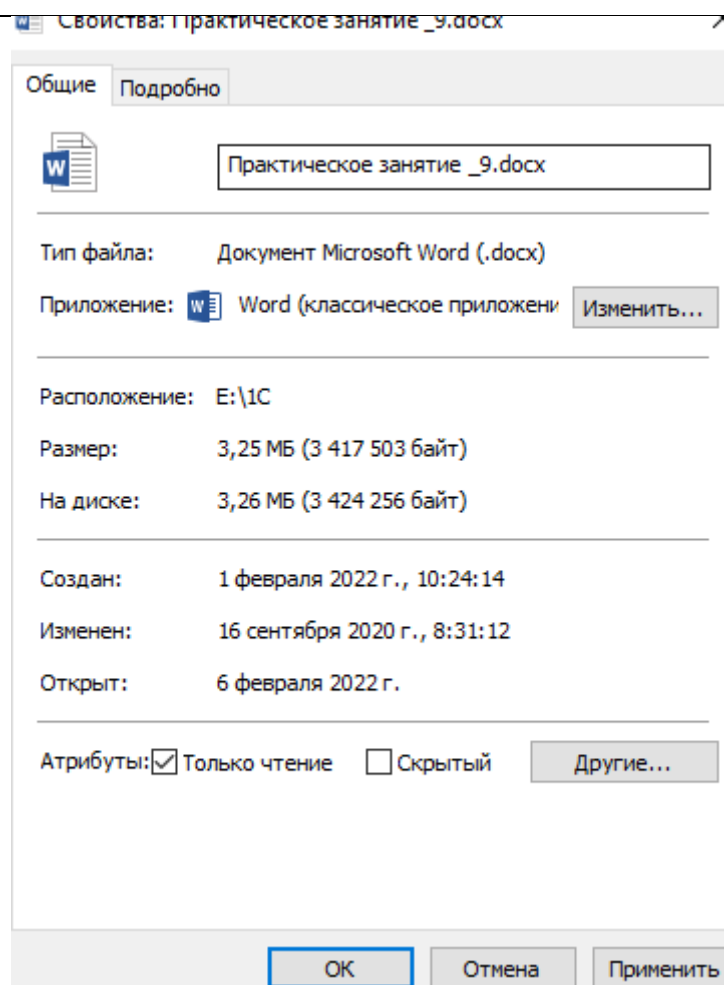 Свойства: Практическое занятие _9.docx
Общие Подробно
Практическое занятие _9.docx
Тип файла: Документ Microsoft Word (.docx)
Приложение: Word (классическое приложени Изменить...
Расположение: E:\1C
Размер: 3,25 МБ (3 417 503 байт)
На диске: 3,26 МБ (3 424 256 байт)
Создан: 1 февраля 2022 г., 10:24:14
Изменен: 16 сентября 2020 г., 8:31:12
Открыт: 6 февраля 2022 г.
Атрибуты: Только чтение Скрытый Другие...
ОК Отмена Применить